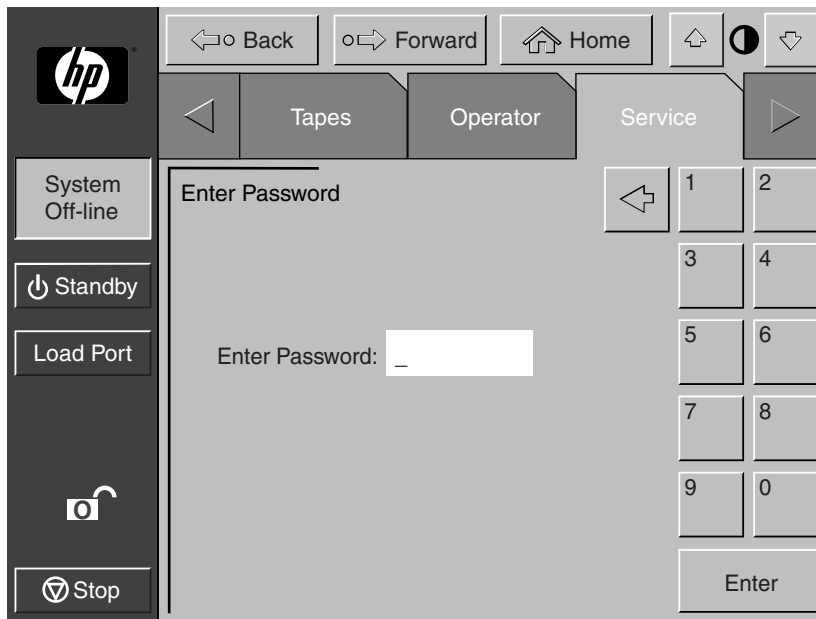 hp
Back
Forward
Home
Tapes
Operator
Service
System
Off-line
Standby
Load Port
Stop
Enter Password
Enter Password: _
1
2
3
4
5
6
7
8
9
0
Enter